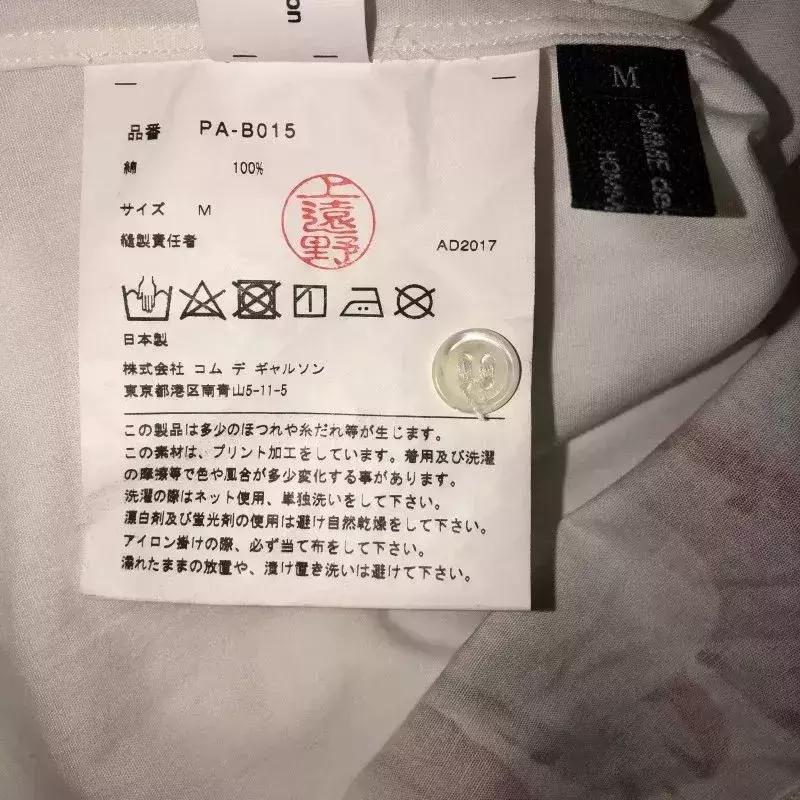 on
M
COMME des
HOM
品番 PA-B015
綿 100%
サイズ M
上遠野
縫製責任者
AD2017
日本製
株式会社 コム デ ギャルソン
東京都港区南青山5-11-5
この製品は多少のほつれや糸だれ等が生じます。
この素材は、プリント加工をしています。着用及び洗濯
の摩擦等で色や風合が多少変化する事があります。
洗濯の際はネット使用、単独洗いをして下さい。
漂白剤及び蛍光剤の使用は避け自然乾燥をして下さい。
アイロン掛けの際、必ず当て布をして下さい。
濡れたままの放置や、漬け置き洗いは避けて下さい。